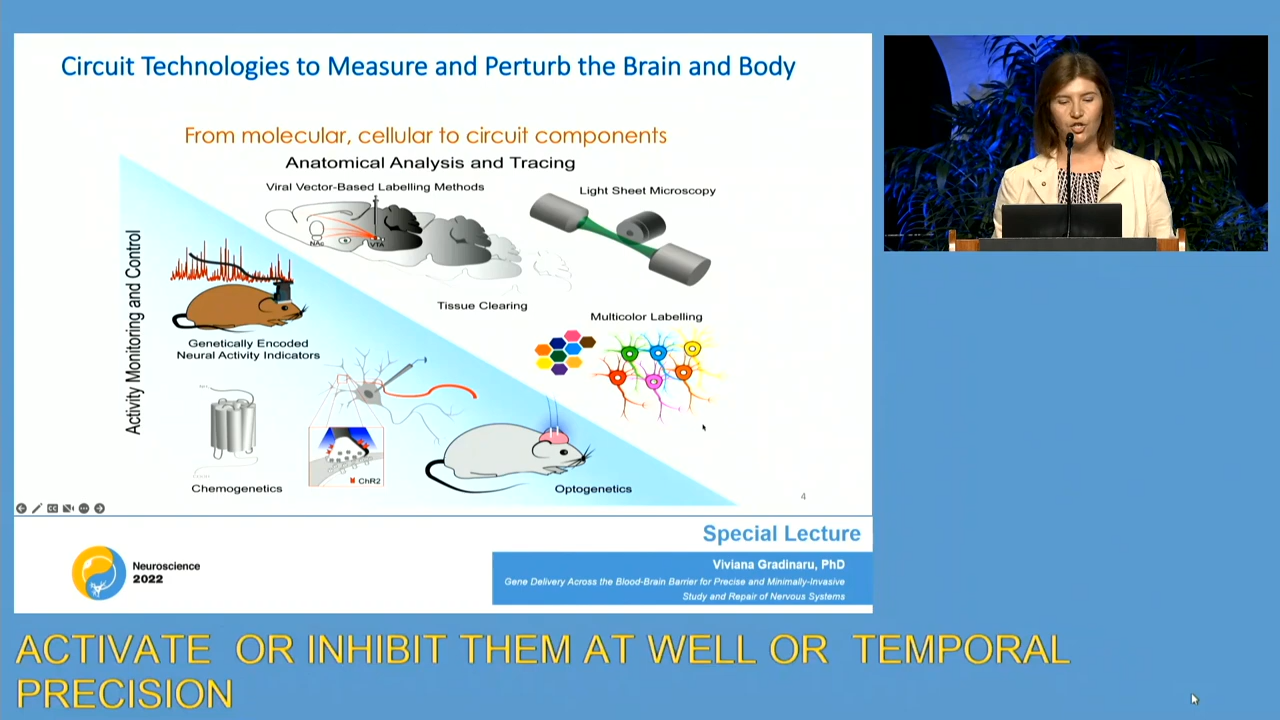 Circuit Technologies to Measure and Perturb the Brain and Body
From molecular, cellular to circuit components
Anatomical Analysis and Tracing
Viral Vector-Based Labelling Methods
Light Sheet Microscopy
NAc
VTA
Tissue Clearing
Multicolor Labelling
Activity Monitoring and Control
Genetically Encoded
Neural Activity Indicators
ChR2
Chemogenetics
Optogenetics
4
Special Lecture
Neuroscience
2022
Viviana Gradinaru, PhD
Gene Delivery Across the Blood-Brain Barrier for Precise and Minimally-Invasive
Study and Repair of Nervous Systems
ACTIVATE OR INHIBIT THEM AT WELL OR TEMPORAL
PRECISION